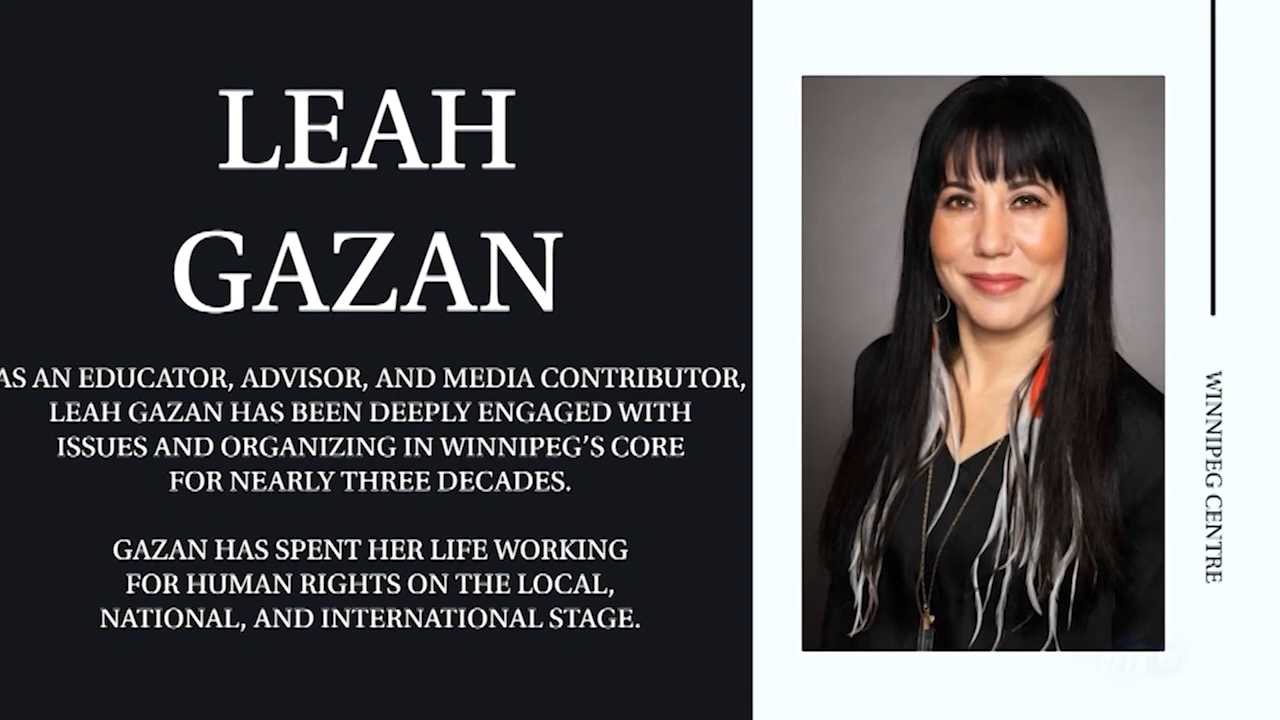 LEAH
GAZAN
AS AN EDUCATOR, ADVISOR, AND MEDIA CONTRIBUTOR,
LEAH GAZAN HAS BEEN DEEPLY ENGAGED WITH
ISSUES AND ORGANIZING IN WINNIPEG’S CORE
FOR NEARLY THREE DECADES.
GAZAN HAS SPENT HER LIFE WORKING
FOR HUMAN RIGHTS ON THE LOCAL,
NATIONAL, AND INTERNATIONAL STAGE.
WINNIPEG CENTRE